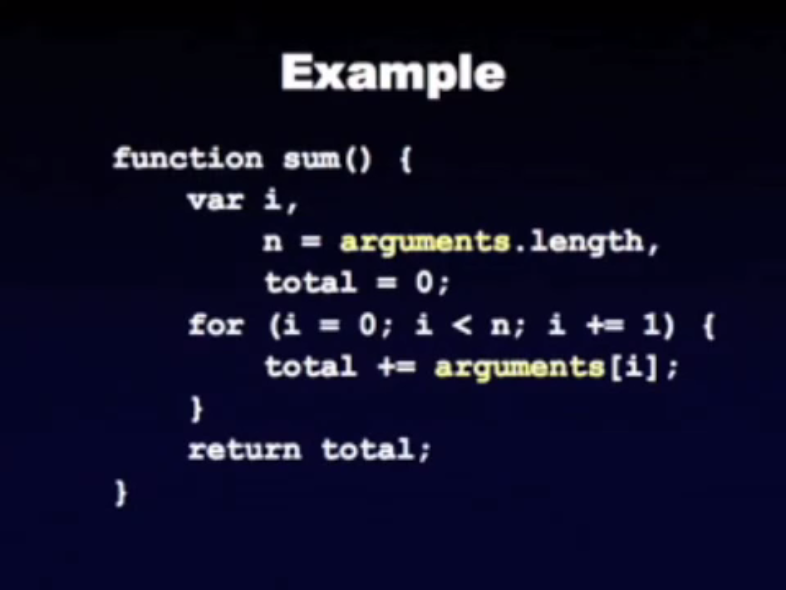 Example
function sum() {
    var i,
        n = arguments.length,
        total = 0;
    for (i = 0; i < n; i += 1) {
        total += arguments[i];
    }
    return total;
}